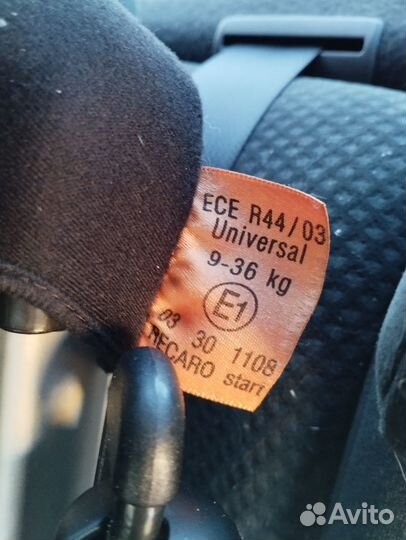 ECE R44/03
Universal
9-36 kg
E1
03 30 1108
RECARO start
Avito